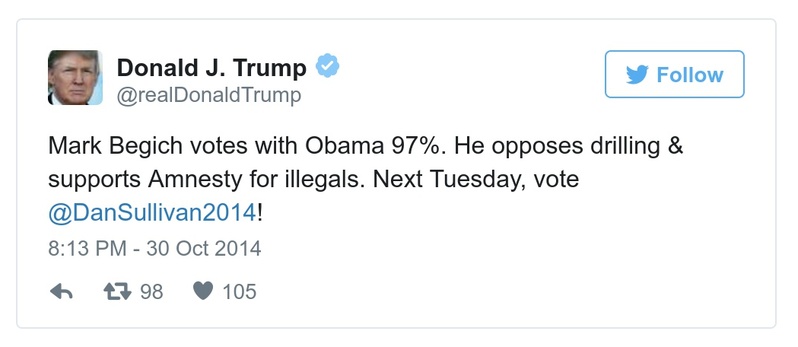 Donald J. Trump
@realDonaldTrump
Follow
Mark Begich votes with Obama 97%. He opposes drilling &
supports Amnesty for illegals. Next Tuesday, vote
@DanSullivan2014!
8:13 PM - 30 Oct 2014
98 105